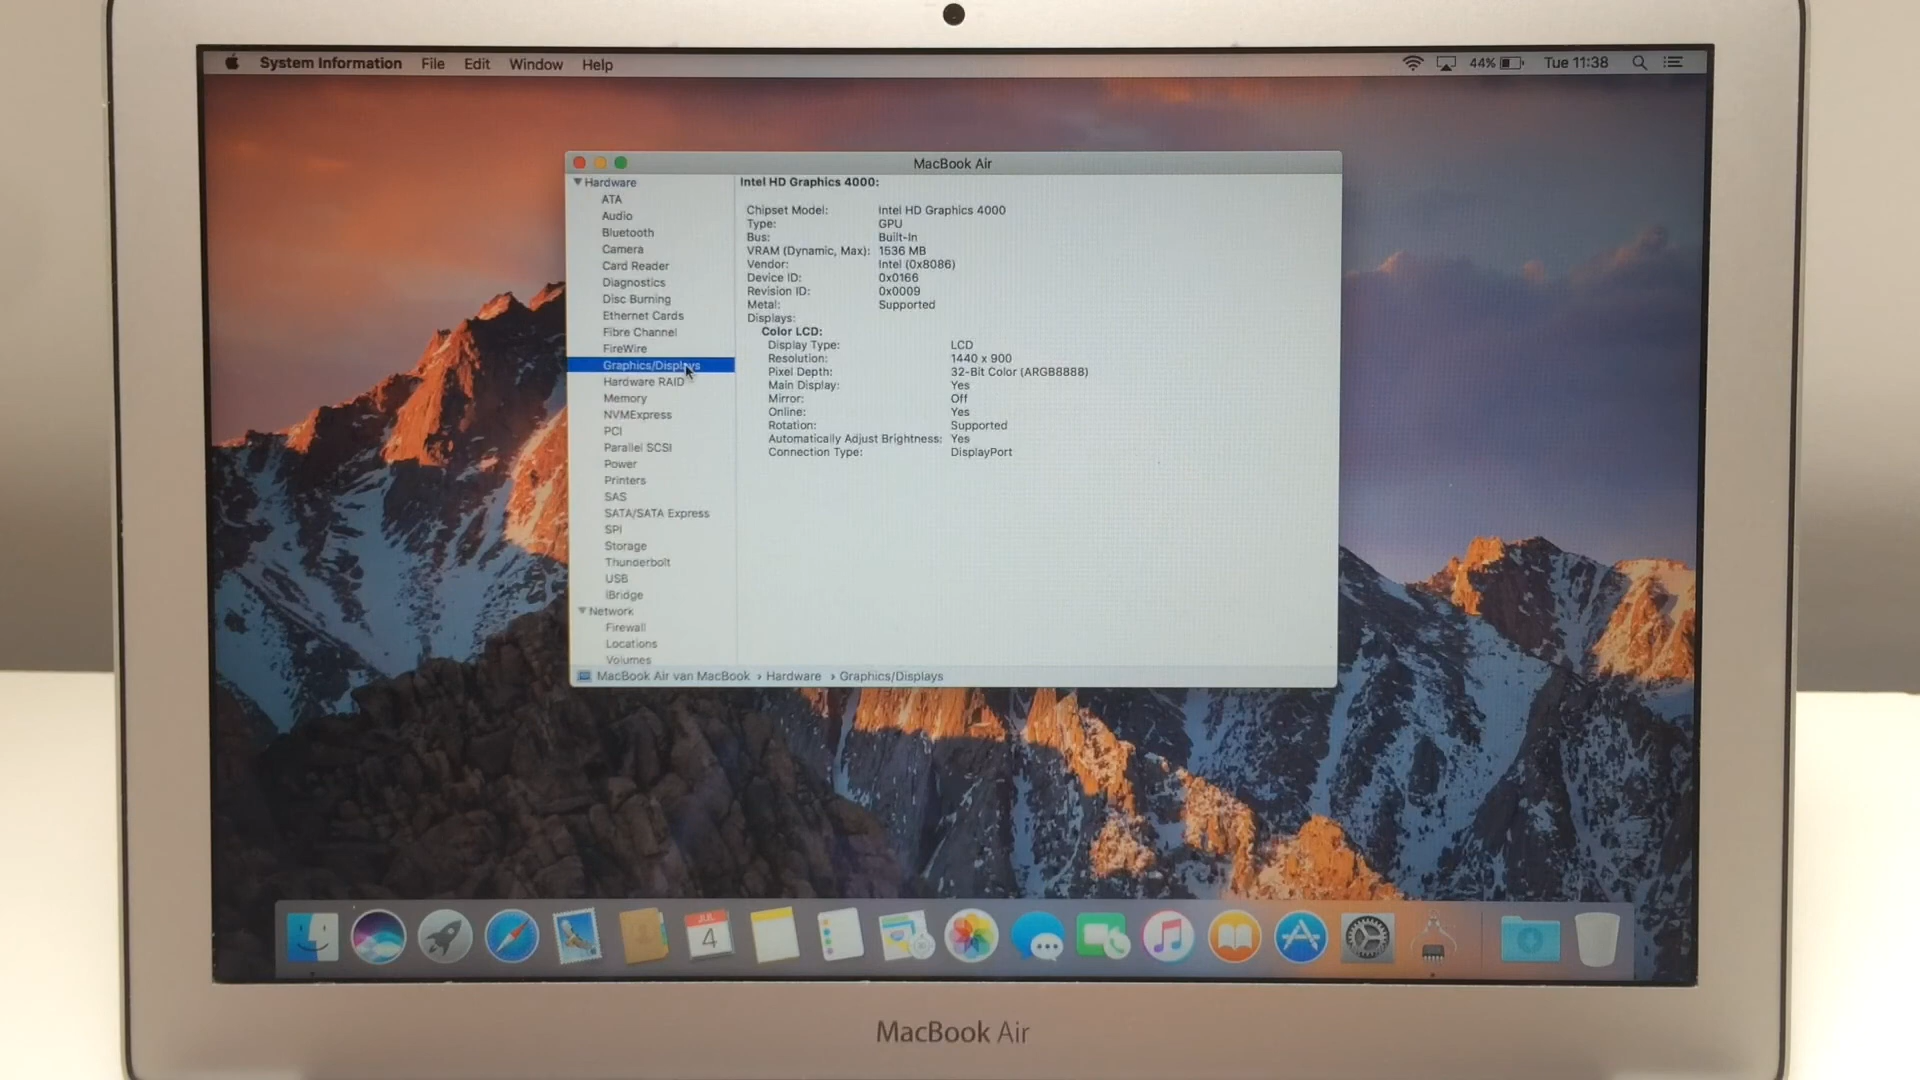 System Information File Edit Window Help 44% Tue 11:38
MacBook Air
Hardware
ATA
Audio
Bluetooth
Camera
Card Reader
Diagnostics
Disc Burning
Ethernet Cards
Fibre Channel
FireWire
Graphics/Displays
Hardware RAID
Memory
NVMExpress
PCI
Parallel SCSI
Power
Printers
SAS
SATA/SATA Express
SPI
Storage
Thunderbolt
USB
iBridge
Network
Firewall
Locations
Volumes
Intel HD Graphics 4000:
Chipset Model: Intel HD Graphics 4000
Type: GPU
Bus: Built-In
VRAM (Dynamic, Max): 1536 MB
Vendor: Intel (0x8086)
Device ID: 0x0166
Revision ID: 0x0009
Metal: Supported
Displays:
Color LCD:
Display Type: LCD
Resolution: 1440 x 900
Pixel Depth: 32-Bit Color (ARGB8888)
Main Display: Yes
Mirror: Off
Online: Yes
Rotation: Supported
Automatically Adjust Brightness: Yes
Connection Type: DisplayPort
MacBook Air van MacBook › Hardware › Graphics/Displays
JUL
4
MacBook Air